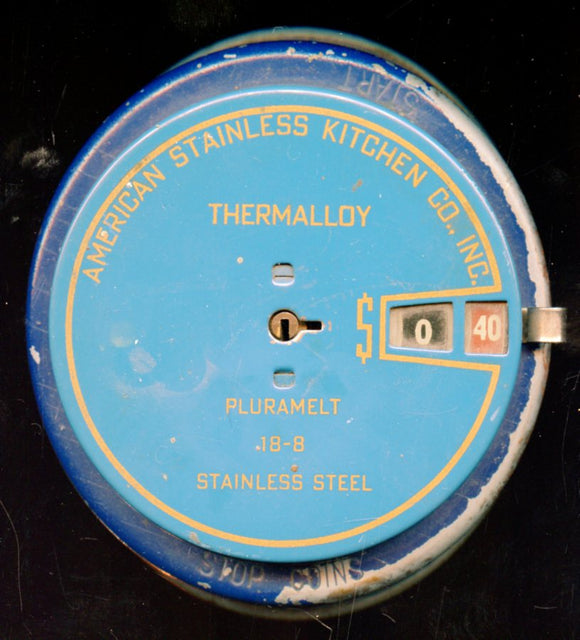 START
AMERICAN STAINLESS KITCHEN CO., INC.
THERMALLOY
$ 0 40
PLURAMELT
18-8
STAINLESS STEEL
STOP COINS